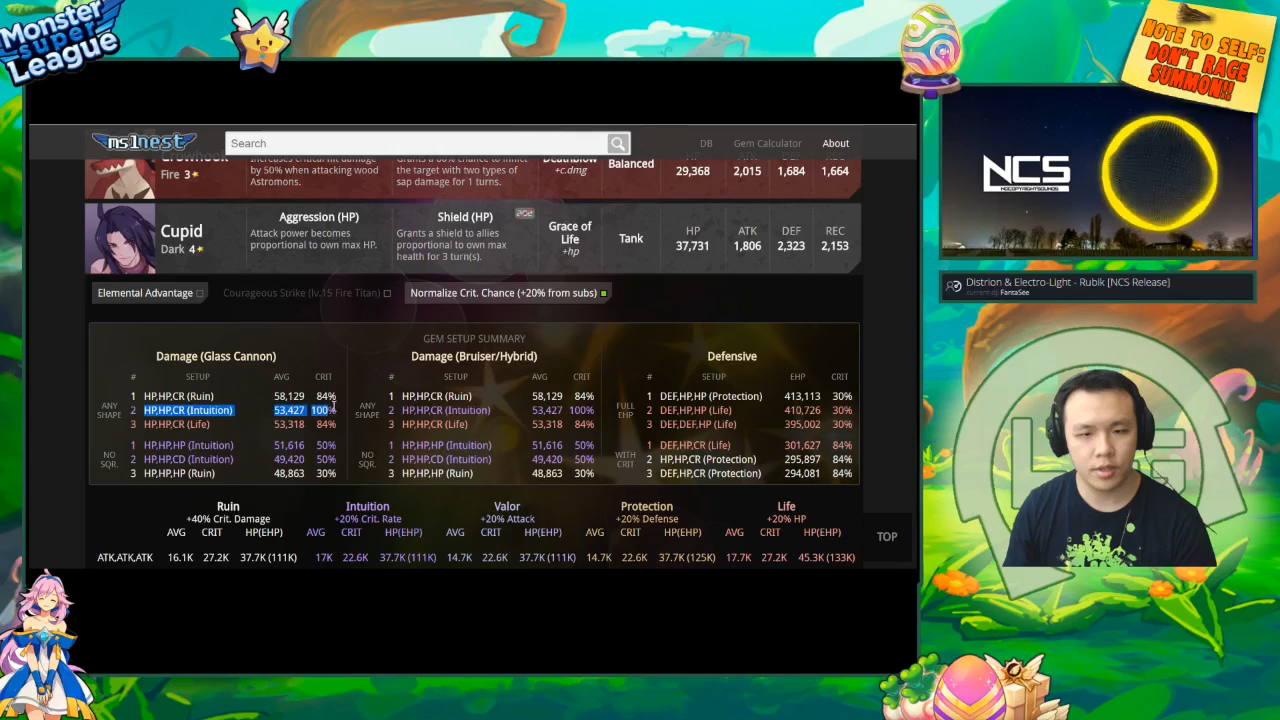 Monster
Super
League
NOTE TO SELF:
DON'T RAGE
SUMMON!!
mslnest
Search
DB
Gem Calculator
About
Crowhook
Fire 3
Increases critical hit damage
by 50% when attacking wood
Astromons.
the target with two types of
sap damage for 1 turns.
Deathblow
+c.dmg
Balanced
29,368
2,015
1,684
1,664
Cupid
Dark 4
Aggression (HP)
Attack power becomes
proportional to own max HP.
Shield (HP)
Grants a shield to allies
proportional to own max
health for 3 turn(s).
Grace of
Life
+hp
Tank
HP
37,731
ATK
1,806
DEF
2,323
REC
2,153
Elemental Advantage
Courageous Strike (lv.15 Fire Titan)
Normalize Crit. Chance (+20% from subs)
GEM SETUP SUMMARY
Damage (Glass Cannon)
# SETUP AVG CRIT
ANY
SHAPE
1 HP,HP,CR (Ruin) 58,129 84%
2 HP,HP,CR (Intuition) 53,427 100%
3 HP,HP,CR (Life) 53,318 84%
NO
SQR.
1 HP,HP,HP (Intuition) 51,616 50%
2 HP,HP,CD (Intuition) 49,420 50%
3 HP,HP,HP (Ruin) 48,863 30%
Damage (Bruiser/Hybrid)
# SETUP AVG CRIT
ANY
SHAPE
1 HP,HP,CR (Ruin) 58,129 84%
2 HP,HP,CR (Intuition) 53,427 100%
3 HP,HP,CR (Life) 53,318 84%
NO
SQR.
1 HP,HP,HP (Intuition) 51,616 50%
2 HP,HP,CD (Intuition) 49,420 50%
3 HP,HP,HP (Ruin) 48,863 30%
Defensive
# SETUP EHP CRIT
FULL
EHP
1 DEF,HP,HP (Protection) 413,113 30%
2 DEF,HP,HP (Life) 410,726 30%
3 DEF,DEF,HP (Life) 395,002 30%
WITH
CRIT
1 DEF,HP,CR (Life) 301,627 84%
2 HP,HP,CR (Protection) 295,897 84%
3 DEF,HP,CR (Protection) 294,081 84%
Ruin Intuition Valor Protection Life
+40% Crit. Damage +20% Crit. Rate +20% Attack +20% Defense +20% HP
AVG CRIT HP(EHP) AVG CRIT HP(EHP) AVG CRIT HP(EHP) AVG CRIT HP(EHP) AVG CRIT HP(EHP)
ATK,ATK,ATK 16.1K 27.2K 37.7K (111K) 17K 22.6K 37.7K (111K) 14.7K 22.6K 37.7K (111K) 14.7K 22.6K 37.7K (125K) 17.7K 27.2K 45.3K (133K)
TOP
NCS
NOCOPYRIGHTSOUNDS
Distrion & Electro-Light - Rubik [NCS Release]
current dj FantaSee